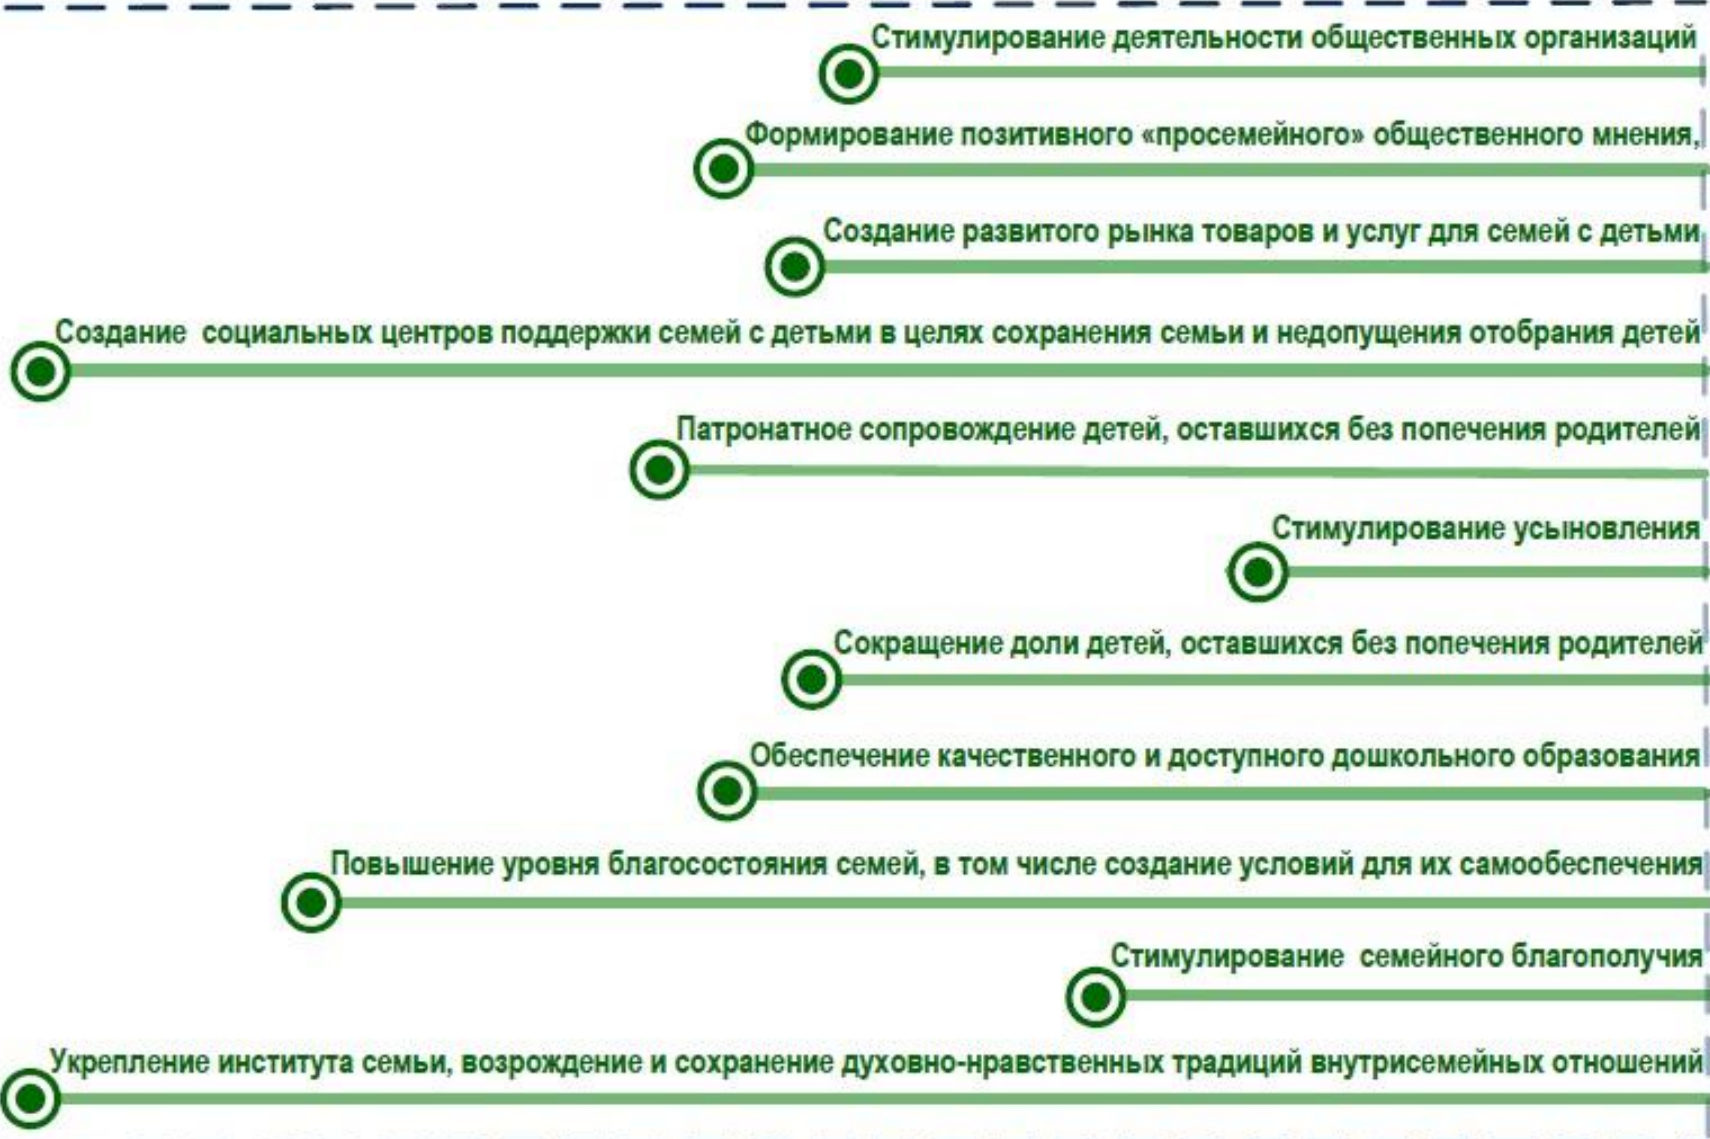 Стимулирование деятельности общественных организаций
Формирование позитивного «просемейного» общественного мнения,
Создание развитого рынка товаров и услуг для семей с детьми
Создание социальных центров поддержки семей с детьми в целях сохранения семьи и недопущения отобрания детей
Патронатное сопровождение детей, оставшихся без попечения родителей
Стимулирование усыновления
Сокращение доли детей, оставшихся без попечения родителей
Обеспечение качественного и доступного дошкольного образования
Повышение уровня благосостояния семей, в том числе создание условий для их самообеспечения
Стимулирование семейного благополучия
Укрепление института семьи, возрождение и сохранение духовно-нравственных традиций внутрисемейных отношений